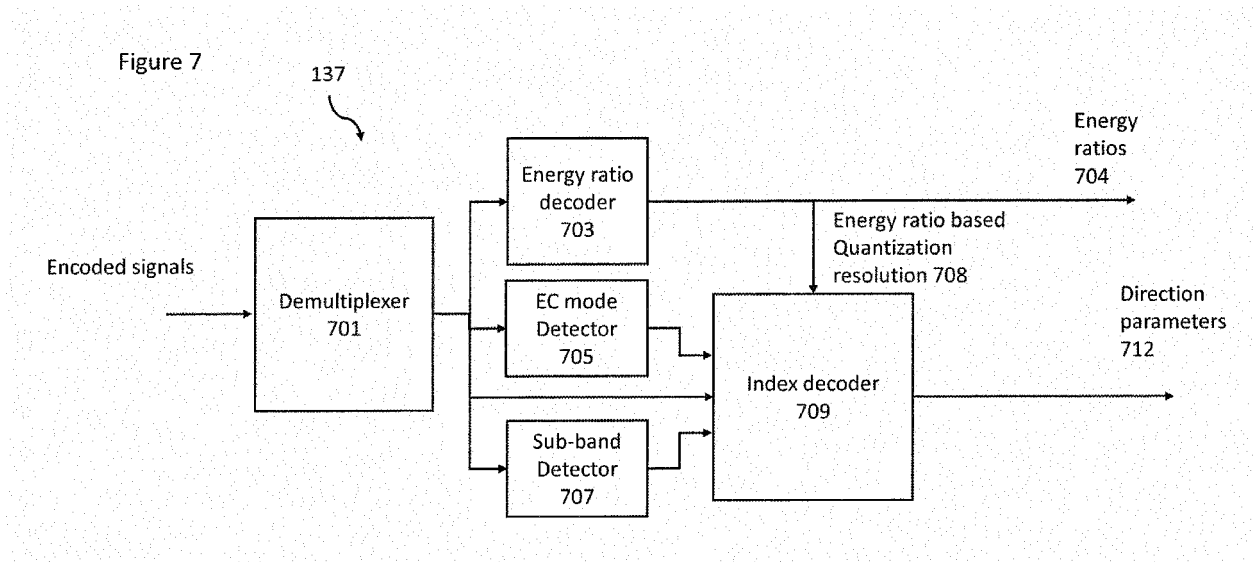 Figure 7
137
Energy
ratios
704
Energy ratio
decoder
703
Energy ratio based
Quantization
resolution 708
Encoded signals
Demultiplexer
701
EC mode
Detector
705
Direction
parameters
712
Index decoder
709
Sub-band
Detector
707